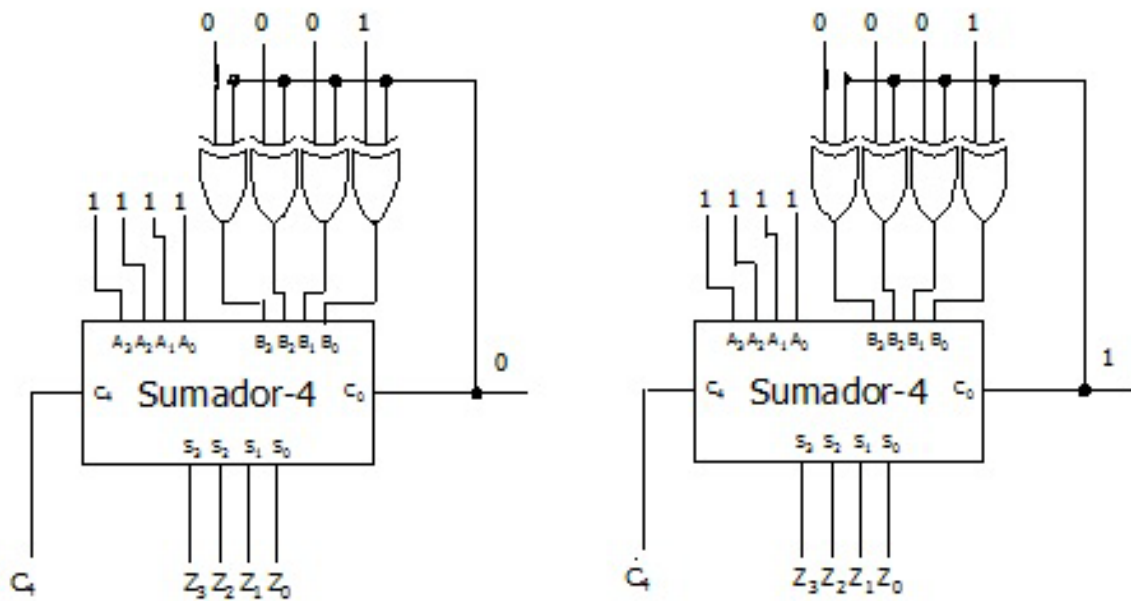 0 0 0 1
1 1 1 1
A₃ A₂ A₁ A₀ B₃ B₂ B₁ B₀
0
C₄ Sumador-4 C₀
S₃ S₂ S₁ S₀
C₄ Z₃ Z₂ Z₁ Z₀
0 0 0 1
1 1 1 1
A₃ A₂ A₁ A₀ B₃ B₂ B₁ B₀
1
C₄ Sumador-4 C₀
S₃ S₂ S₁ S₀
C₄ Z₃ Z₂ Z₁ Z₀